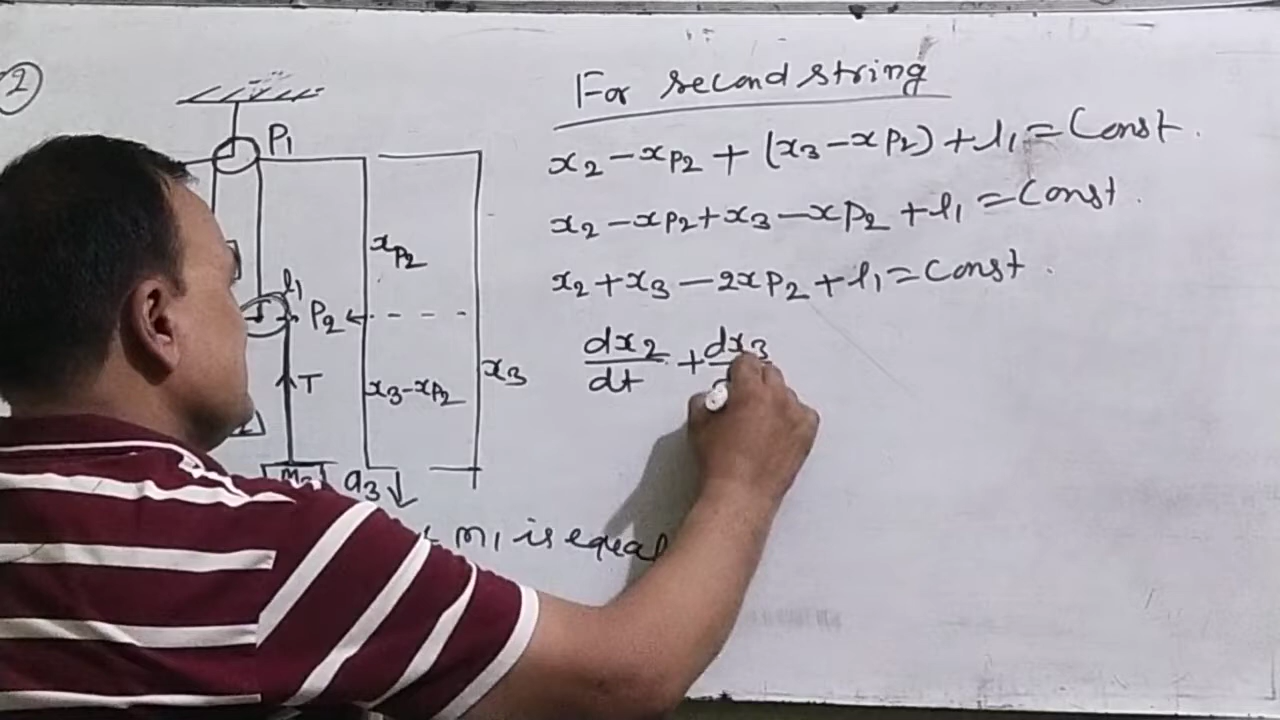 2
For second string
x2 - xp2 + (x3 - xp2) + l1 = Const.
x2 - xp2 + x3 - xp2 + l1 = Const.
x2 + x3 - 2xp2 + l1 = Const.
dx2/dt + dx3
P1
xp2
l1
P2
T
x3 - xp2
x3
a3
m1 is equal